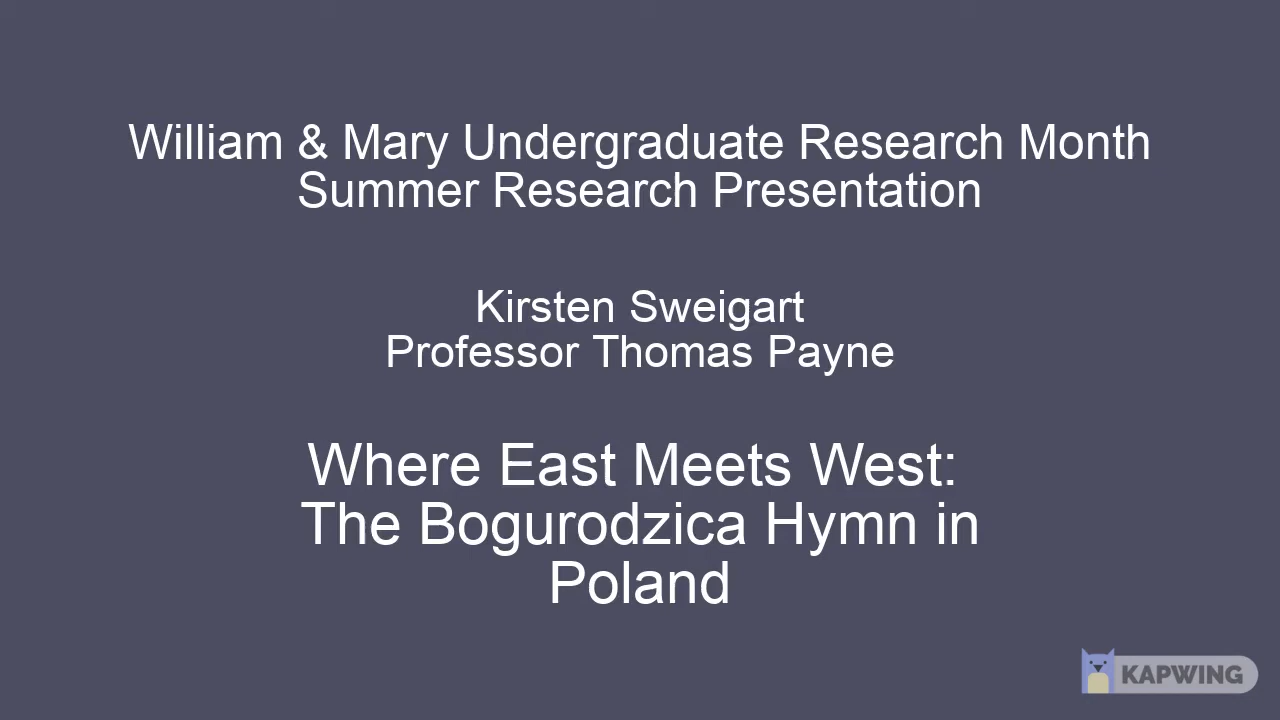 William & Mary Undergraduate Research Month
Summer Research Presentation
Kirsten Sweigart
Professor Thomas Payne
Where East Meets West:
The Bogurodzica Hymn in
Poland
KAPWING